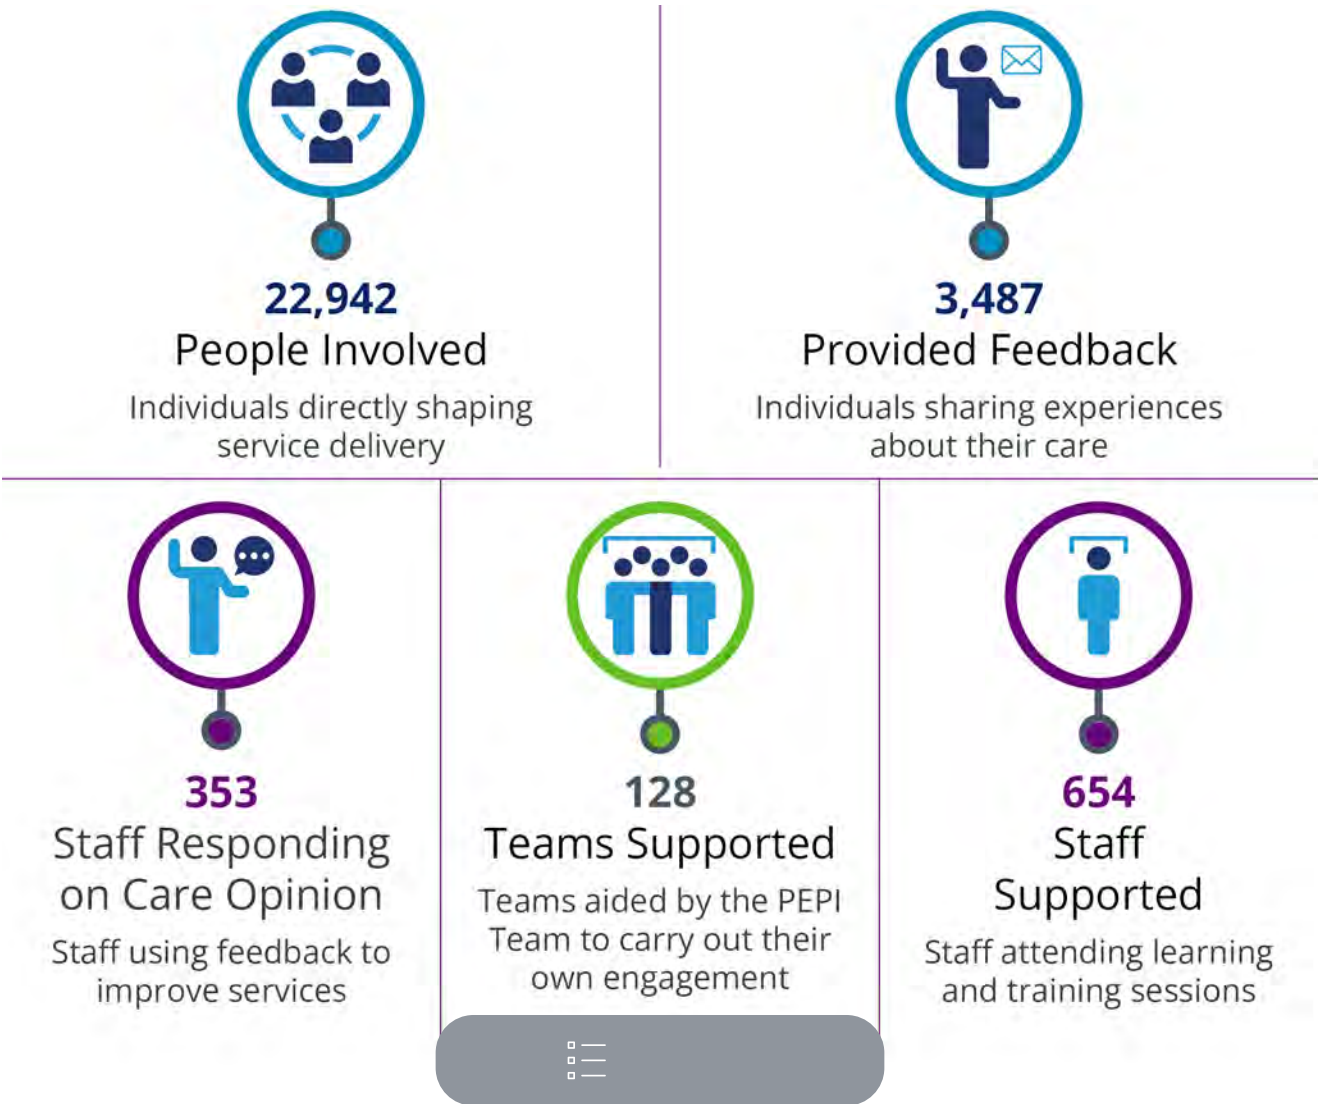 22,942
People Involved
Individuals directly shaping
service delivery
3,487
Provided Feedback
Individuals sharing experiences
about their care
353
Staff Responding
on Care Opinion
Staff using feedback to
improve services
128
Teams Supported
Teams aided by the PEPI
Team to carry out their
own engagement
654
Staff
Supported
Staff attending learning
and training sessions